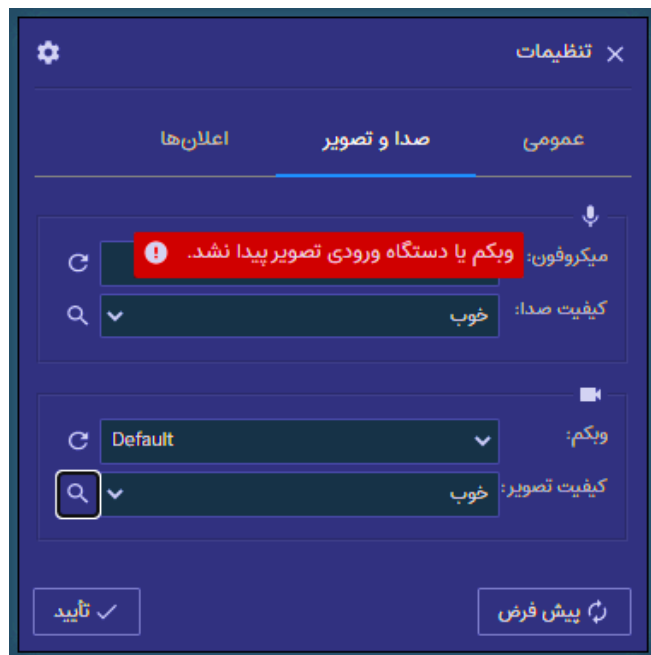 تنظیمات
عمومی
صدا و تصویر
اعلان‌ها
میکروفون:
وبکم یا دستگاه ورودی تصویر پیدا نشد.
کیفیت صدا:
خوب
وبکم:
Default
کیفیت تصویر:
خوب
پیش فرض
تأیید